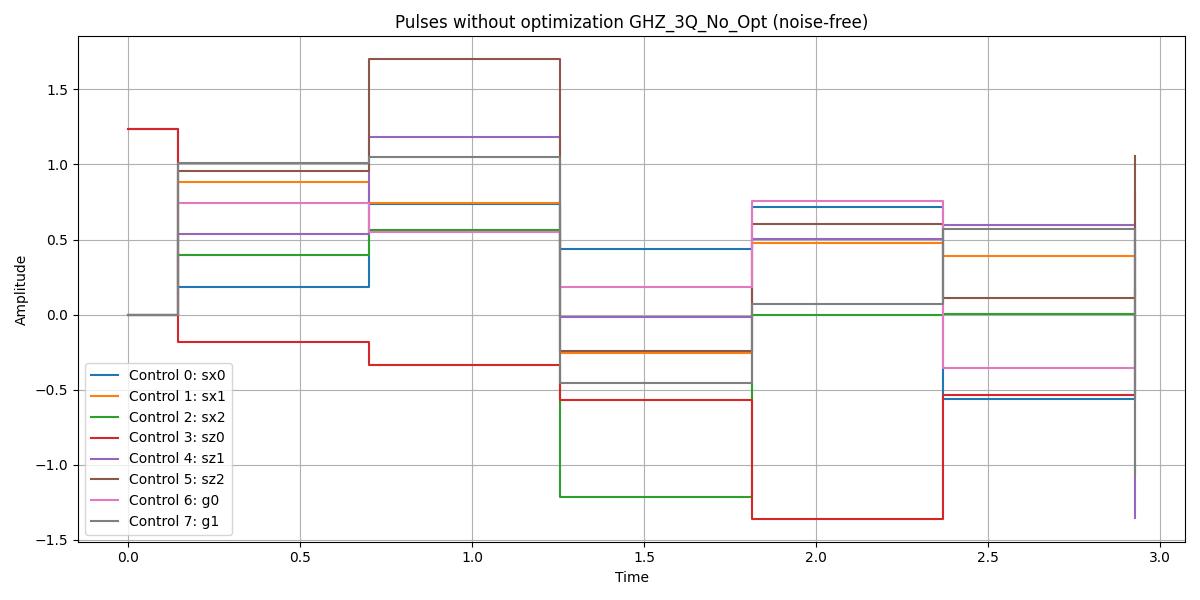 Pulses without optimization GHZ_3Q_No_Opt (noise-free)
Amplitude
1.5
1.0
0.5
0.0
−0.5
−1.0
−1.5
Control 0: sx0
Control 1: sx1
Control 2: sx2
Control 3: sz0
Control 4: sz1
Control 5: sz2
Control 6: g0
Control 7: g1
0.0 0.5 1.0 1.5 2.0 2.5 3.0
Time